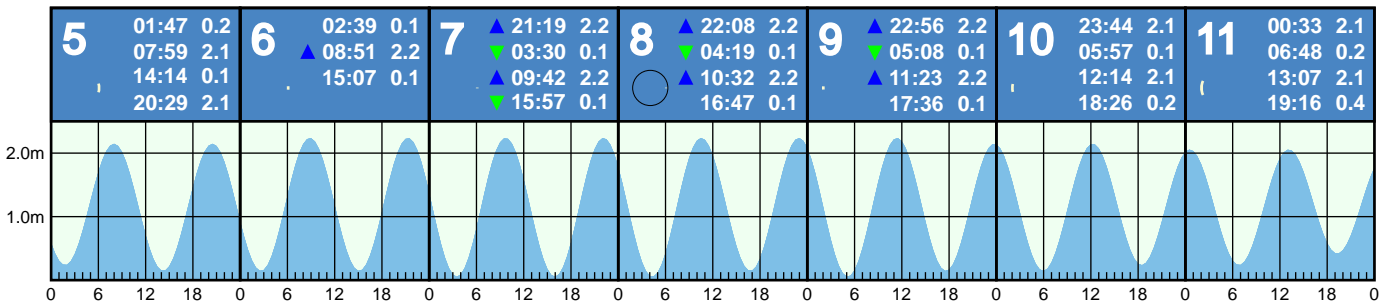 5
01:47 0.2
07:59 2.1
14:14 0.1
20:29 2.1
6
02:39 0.1
▲ 08:51 2.2
15:07 0.1
7
▲ 21:19 2.2
▼ 03:30 0.1
▲ 09:42 2.2
▼ 15:57 0.1
8
▲ 22:08 2.2
▼ 04:19 0.1
▲ 10:32 2.2
16:47 0.1
9
▲ 22:56 2.2
▼ 05:08 0.1
▲ 11:23 2.2
17:36 0.1
10
23:44 2.1
05:57 0.1
12:14 2.1
18:26 0.2
11
00:33 2.1
06:48 0.2
13:07 2.1
19:16 0.4
2.0m
1.0m
0 6 12 18 0 6 12 18 0 6 12 18 0 6 12 18 0 6 12 18 0 6 12 18 0 6 12 18 0